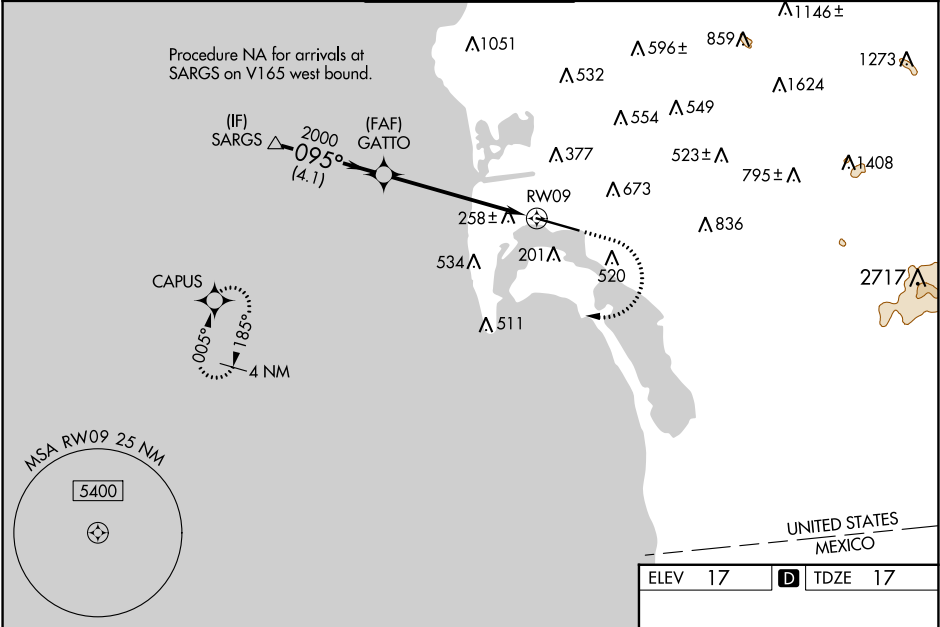 Procedure NA for arrivals at
SARGS on V165 west bound.
1051
596±
859
1146±
1273
532
1624
554
549
(IF)
SARGS
2000
095°
(4.1)
(FAF)
GATTO
377
523±
795±
1408
673
RW09
258±
836
534
201
520
2717
CAPUS
005°
185°
4 NM
511
MSA RW09 25 NM
5400
UNITED STATES
MEXICO
ELEV 17 D TDZE 17